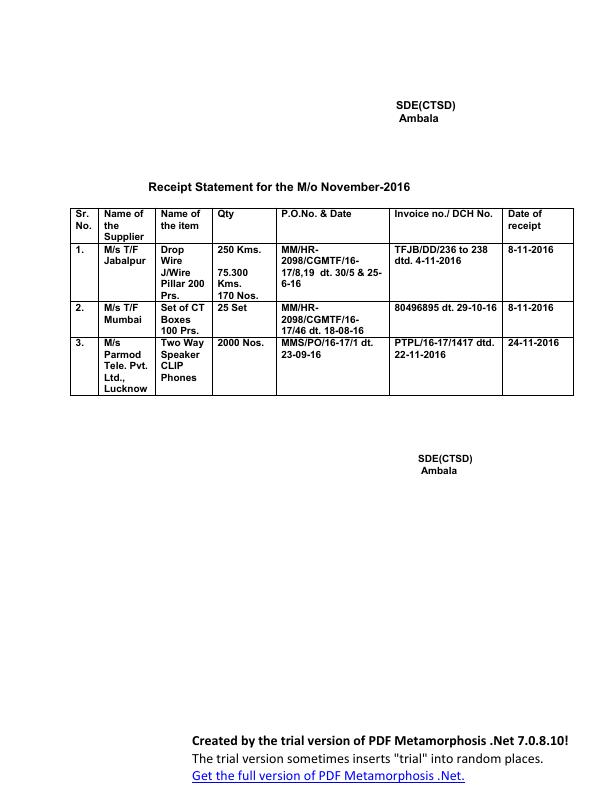 SDE(CTSD)
Ambala
Receipt Statement for the M/o November-2016
Sr. No. Name of the Supplier Name of the item Qty P.O.No. & Date Invoice no./ DCH No. Date of receipt
1. M/s T/F Jabalpur Drop Wire J/Wire Pillar 200 Prs. 250 Kms. 75.300 Kms. 170 Nos. MM/HR-2098/CGMTF/16-17/8,19 dt. 30/5 & 25-6-16 TFJB/DD/236 to 238 dtd. 4-11-2016 8-11-2016
2. M/s T/F Mumbai Set of CT Boxes 100 Prs. 25 Set MM/HR-2098/CGMTF/16-17/46 dt. 18-08-16 80496895 dt. 29-10-16 8-11-2016
3. M/s Parmod Tele. Pvt. Ltd., Lucknow Two Way Speaker CLIP Phones 2000 Nos. MMS/PO/16-17/1 dt. 23-09-16 PTPL/16-17/1417 dtd. 22-11-2016 24-11-2016
SDE(CTSD)
Ambala
Created by the trial version of PDF Metamorphosis .Net 7.0.8.10!
The trial version sometimes inserts "trial" into random places.
Get the full version of PDF Metamorphosis .Net.